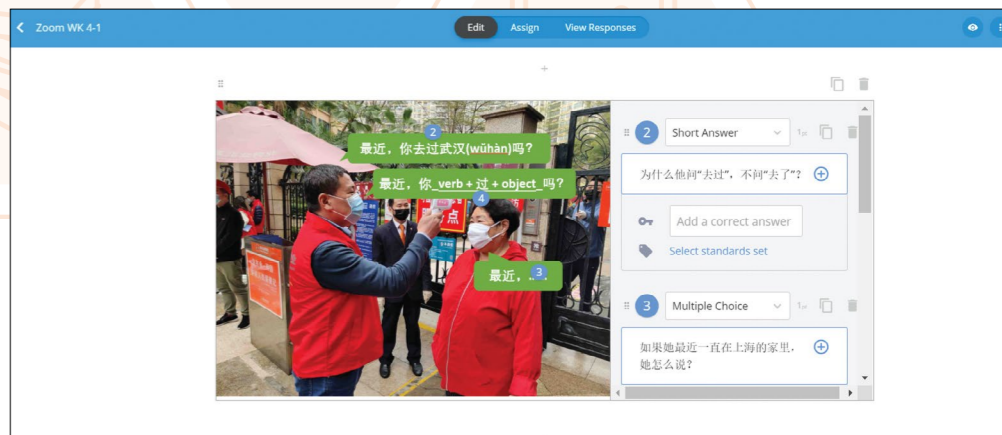 Zoom WK 4-1
Edit
Assign
View Responses
2
最近，你去过武汉(wǔhàn)吗?
最近，你_verb + 过 + object_吗?
4
点
最近，
3
2
Short Answer
为什么他问“去过”，不问“去了”？
Add a correct answer
Select standards set
3
Multiple Choice
如果她最近一直在上海的家里，
她怎么说？